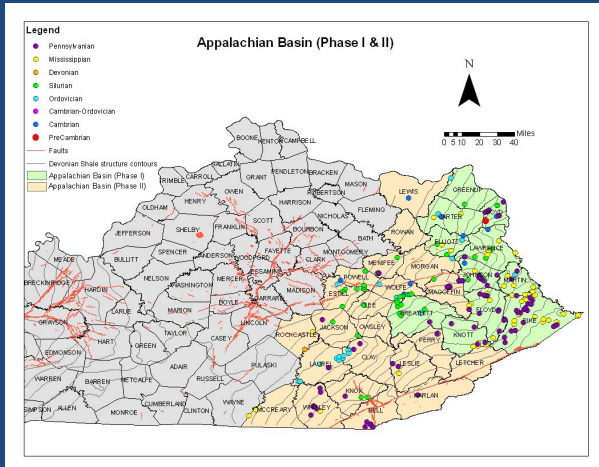 Legend
Appalachian Basin (Phase I & II)
Pennsylvanian
Mississippian
Devonian
Silurian
Ordovician
Cambrian-Ordovician
Cambrian
PreCambrian
Faults
Devonian Shale structure contours
Appalachian Basin (Phase I)
Appalachian Basin (Phase II)
N
0 5 10 20 30 40
Miles
BOONE
CAMPBELL
GRANT
PENDLETON
BRACKEN
TRIMBLE
CARROLL
OWEN
ROBERTSON
MASON
LEWIS
GREENUP
HENRY
HARRISON
FLEMING
OLDHAM
SCOTT
NICHOLAS
ROWAN
JEFFERSON
SHELBY
FRANKLIN
BOURBON
BATH
ELLIOTT
LAWRENCE
SPENCER
ANDERSON
WOODFORD
FAYETTE
MONTGOMERY
MENIFEE
MORGAN
MEADE
BULLITT
CLARK
POWELL
JOHNSON
MARTIN
BRECKINRIDGE
HARDIN
NELSON
WASHINGTON
MERCER
MADISON
ESTILL
WOLFE
MAGOFFIN
LEE
BREATHITT
FLOYD
PIKE
LARUE
MARION
BOYLE
GARRARD
LINCOLN
JACKSON
OWSLEY
KNOTT
GRAYSON
HART
TAYLOR
CASEY
ROCKCASTLE
PERRY
EDMONSON
GREEN
LAUREL
CLAY
LESLIE
LETCHER
ADAIR
PULASKI
WARREN
BARREN
METCALFE
RUSSELL
WAYNE
KNOX
HARLAN
SIMPSON
ALLEN
MONROE
CUMBERLAND
CLINTON
MCCREARY
WHITLEY
BELL